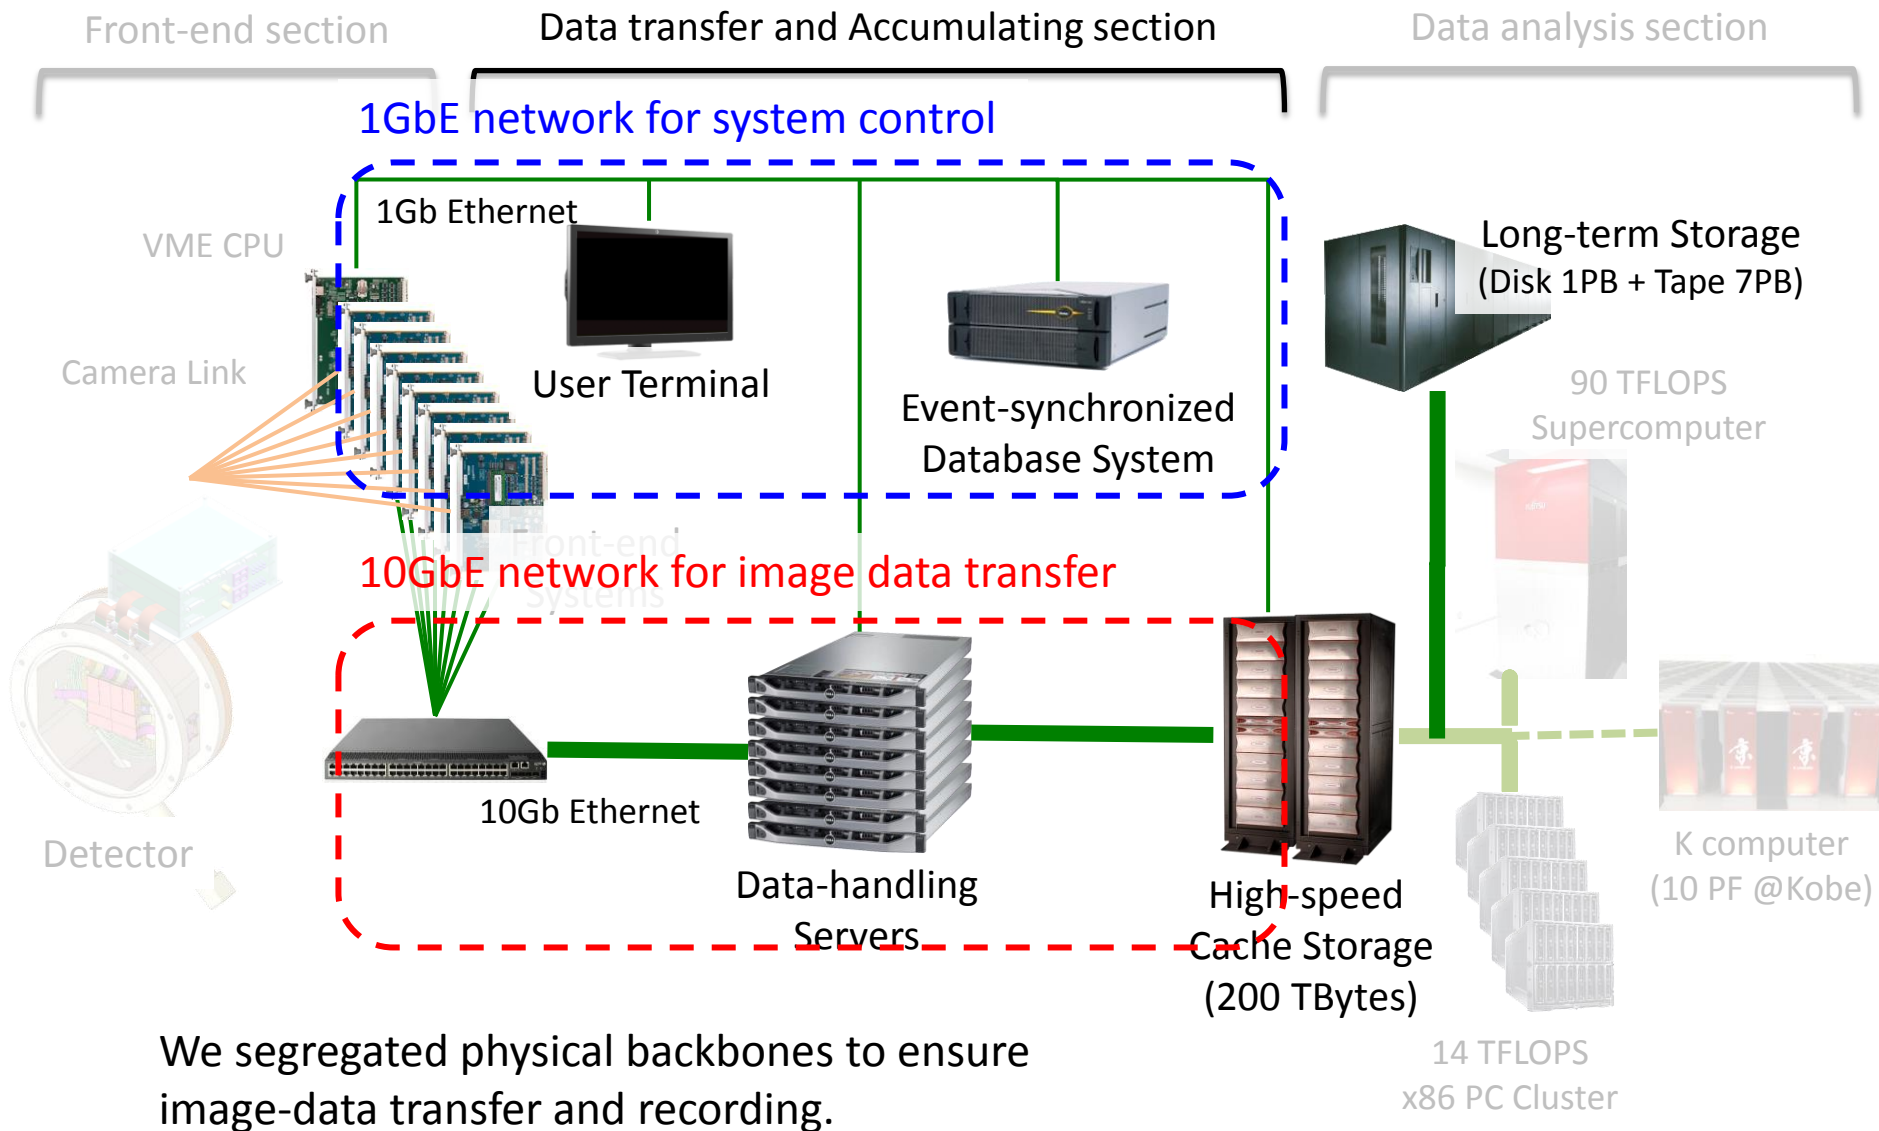 Front-end section
Data transfer and Accumulating section
Data analysis section
1GbE network for system control
1Gb Ethernet
VME CPU
Camera Link
User Terminal
Event-synchronized
Database System
Long-term Storage
(Disk 1PB + Tape 7PB)
90 TFLOPS
Supercomputer
Front-end
Systems
10GbE network for image data transfer
10Gb Ethernet
Detector
Data-handling
Servers
High-speed
Cache Storage
(200 TBytes)
K computer
(10 PF @Kobe)
14 TFLOPS
x86 PC Cluster
We segregated physical backbones to ensure
image-data transfer and recording.